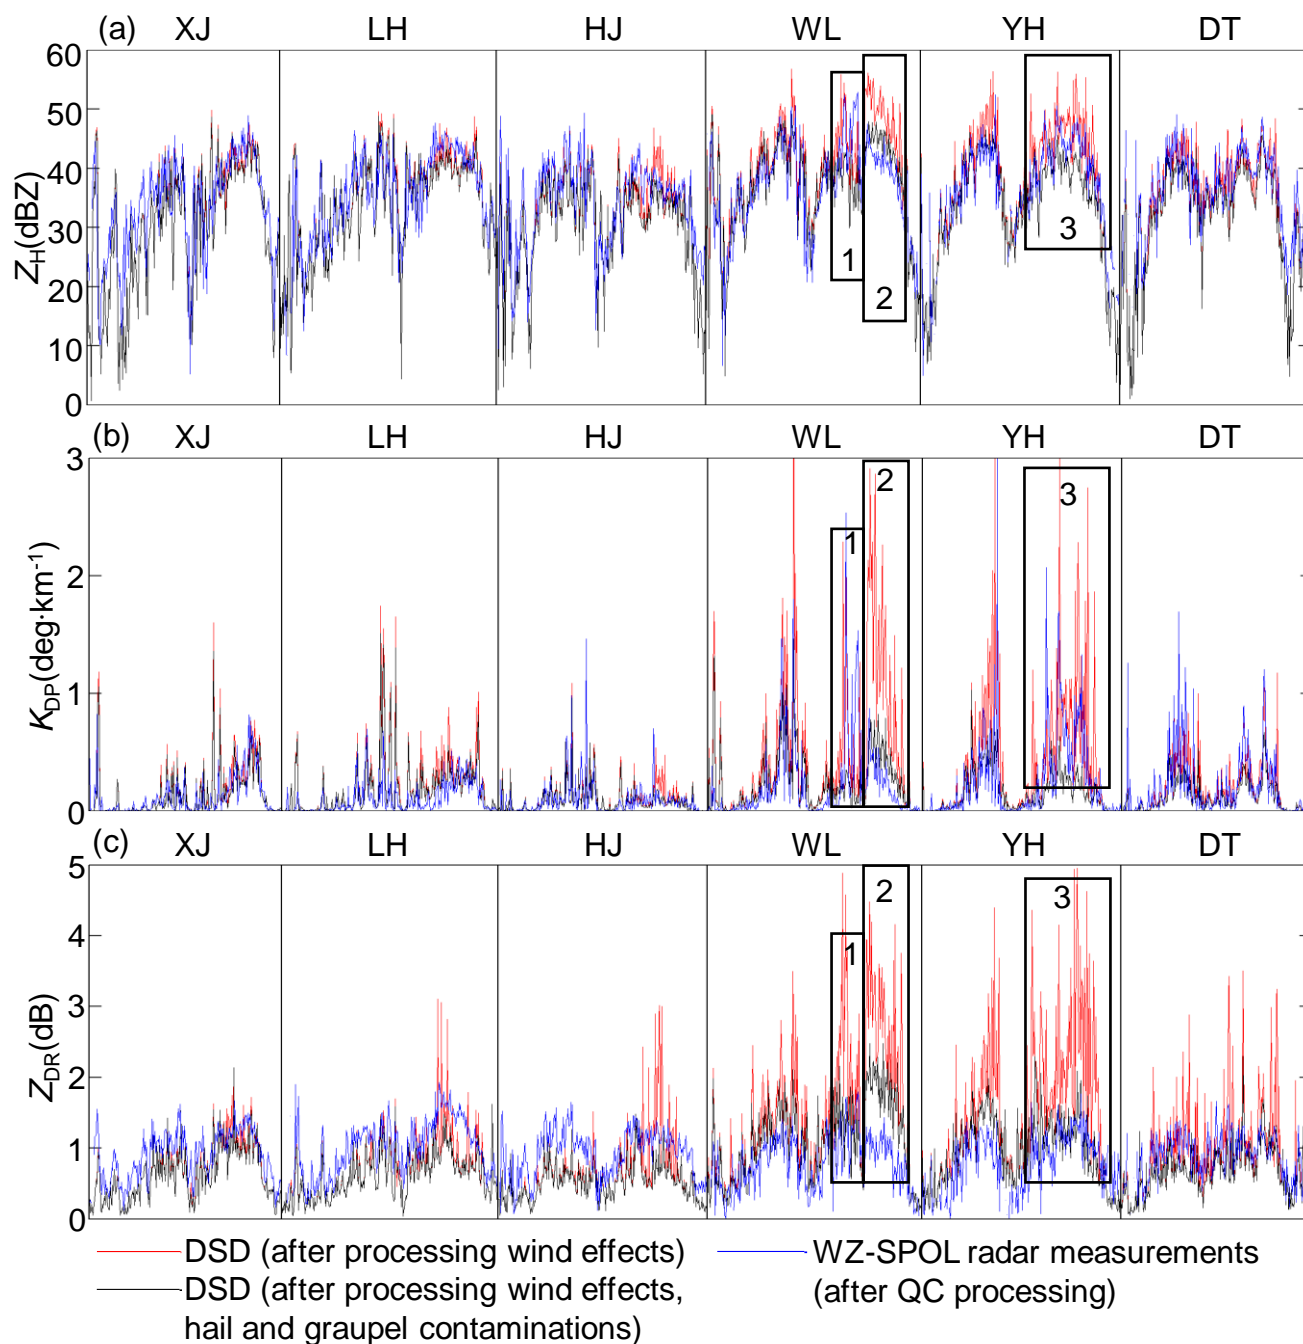 (a) XJ LH HJ WL YH DT
60
50
40
30
20
10
0
ZH(dBZ)
1
2
3
(b) XJ LH HJ WL YH DT
3
2
1
0
KDP(deg·km-1)
1
2
3
(c) XJ LH HJ WL YH DT
5
4
3
2
1
0
ZDR(dB)
1
2
3
DSD (after processing wind effects)
DSD (after processing wind effects,
hail and graupel contaminations)
WZ-SPOL radar measurements
(after QC processing)